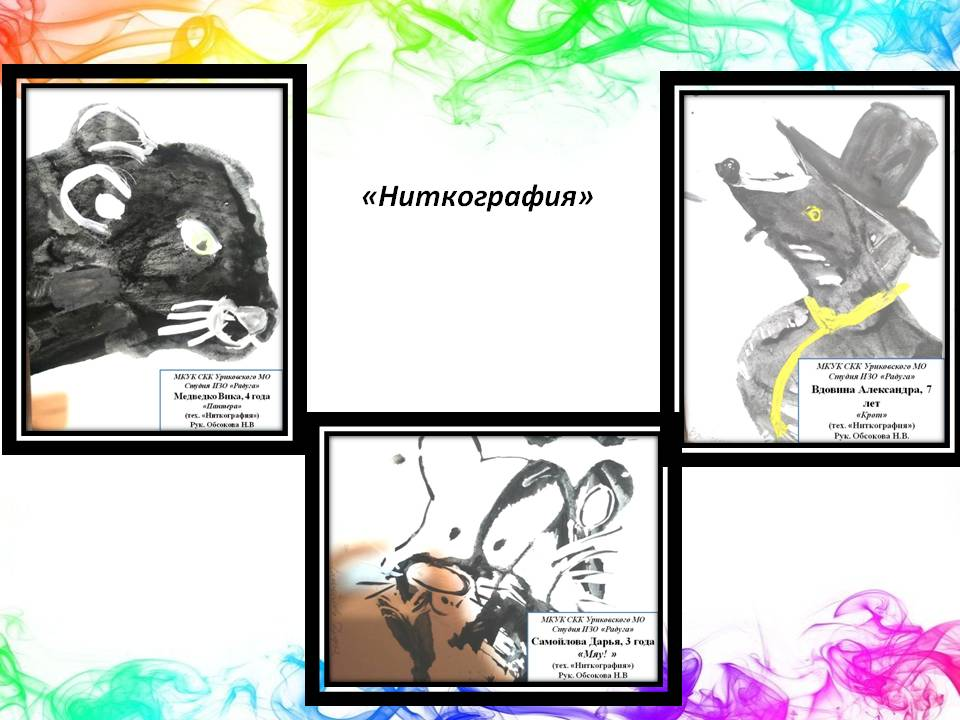 «Ниткография»
МКУК СКК Уриковского МО
Студия ИЗО «Радуга»
Медведко Вика, 4 года
«Пантера»
(тех. «Ниткография»)
Рук. Обсокова Н.В
МКУК СКК Уриковского МО
Студия ИЗО «Радуга»
Вдовина Александра, 7
лет
«Крот»
(тех. «Ниткография»)
Рук. Обсокова Н.В.
МКУК СКК Уриковского МО
Студия ИЗО «Радуга»
Самойлова Дарья, 3 года
«Мяу! »
(тех. «Ниткография»)
Рук. Обсокова Н.В